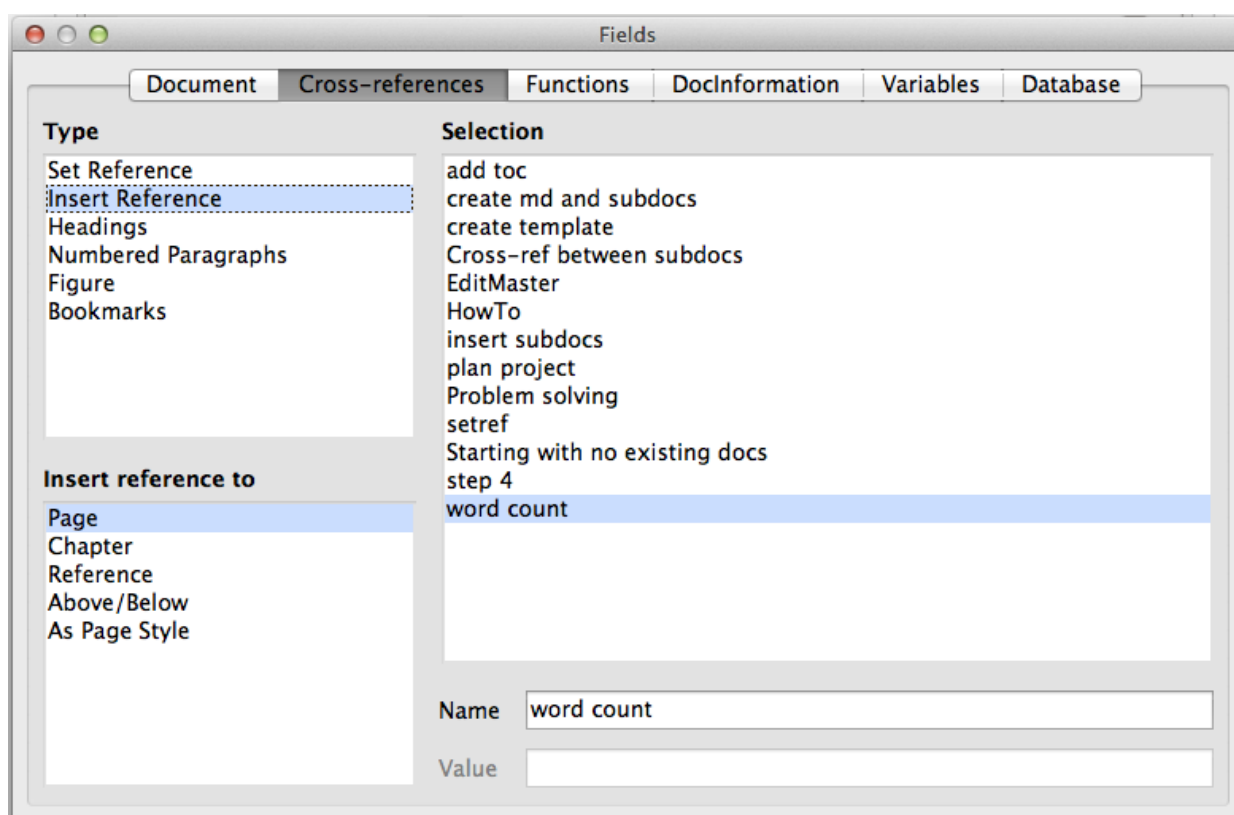 Fields
Document Cross-references Functions DocInformation Variables Database
Type
Set Reference
Insert Reference
Headings
Numbered Paragraphs
Figure
Bookmarks
Selection
add toc
create md and subdocs
create template
Cross-ref between subdocs
EditMaster
HowTo
insert subdocs
plan project
Problem solving
setref
Starting with no existing docs
step 4
word count
Insert reference to
Page
Chapter
Reference
Above/Below
As Page Style
Name word count
Value